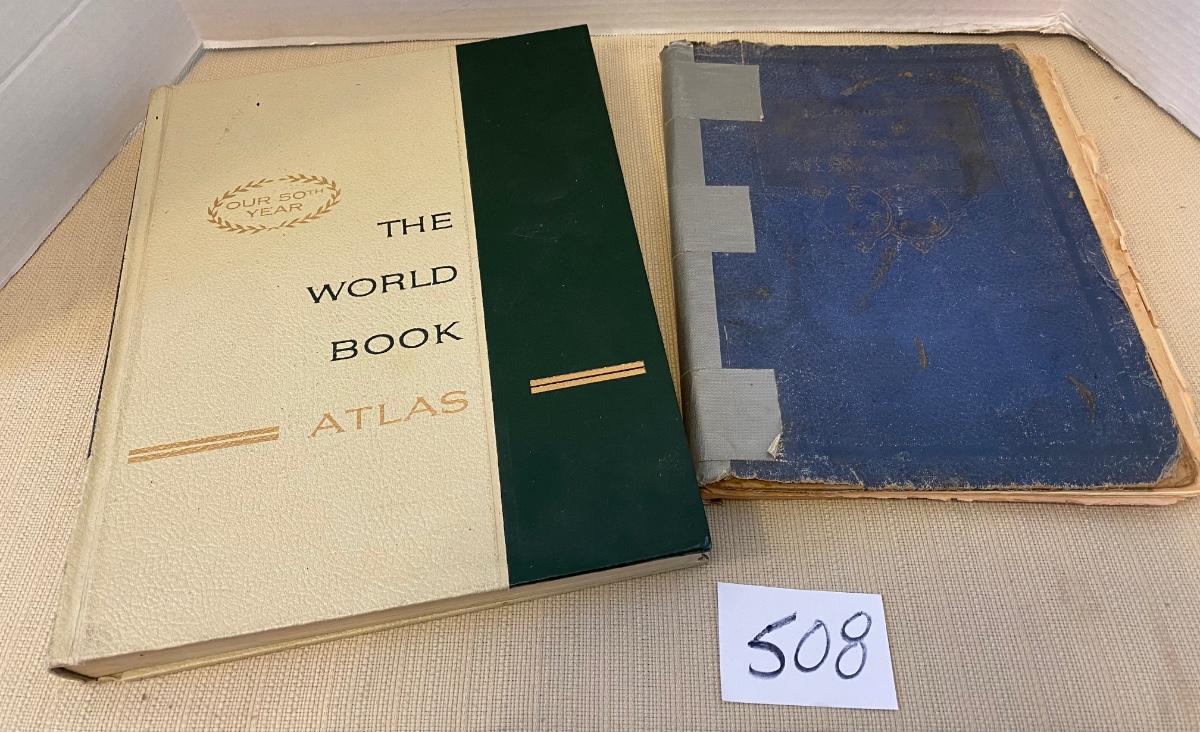 OUR 50TH
YEAR
THE
WORLD
BOOK
ATLAS
508